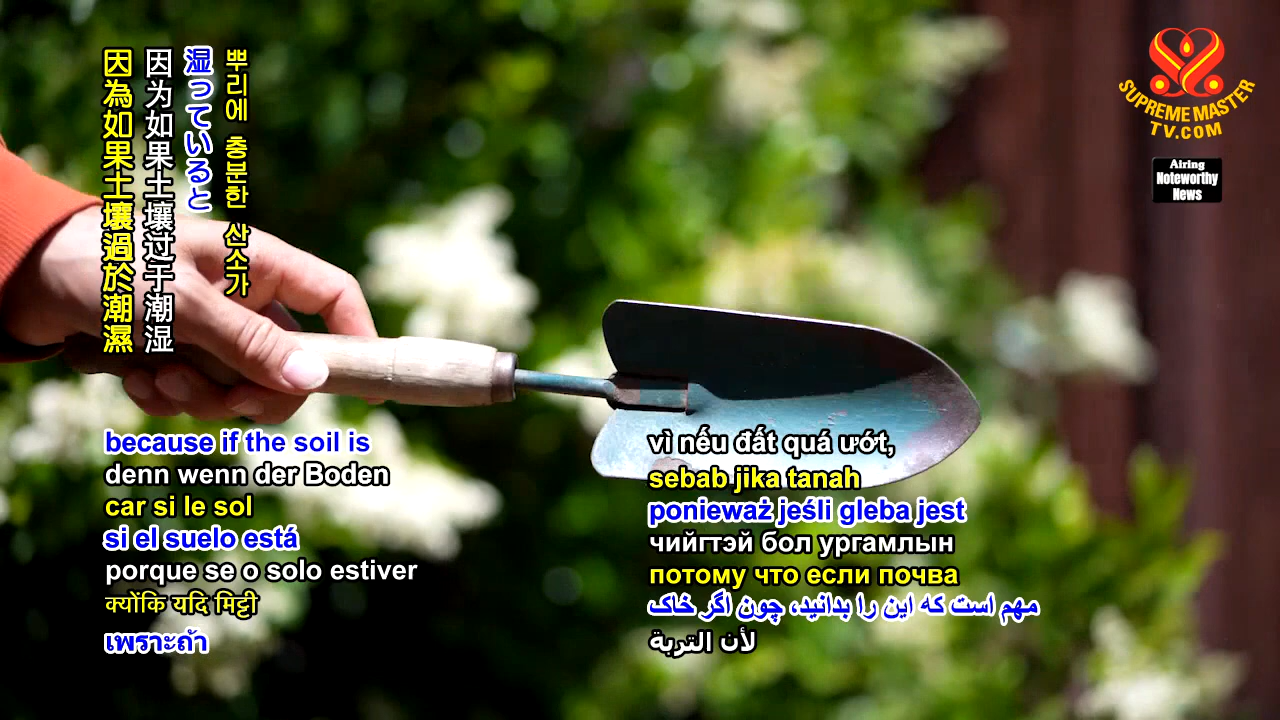 因為如果土壤過於潮濕
因为如果土壤过于潮湿
湿っていると
뿌리에 충분한 산소가
SUPREME MASTER
TV.COM
Airing
Noteworthy
News
because if the soil is
denn wenn der Boden
car si le sol
si el suelo está
porque se o solo estiver
क्योंकि यदि मिट्टी
เพราะถ้า
vì nếu đất quá ướt,
sebab jika tanah
ponieważ jeśli gleba jest
чийгтэй бол ургамлын
потому что если почва
مهم است که این را بدانید، چون اگر خاک
لأن التربة